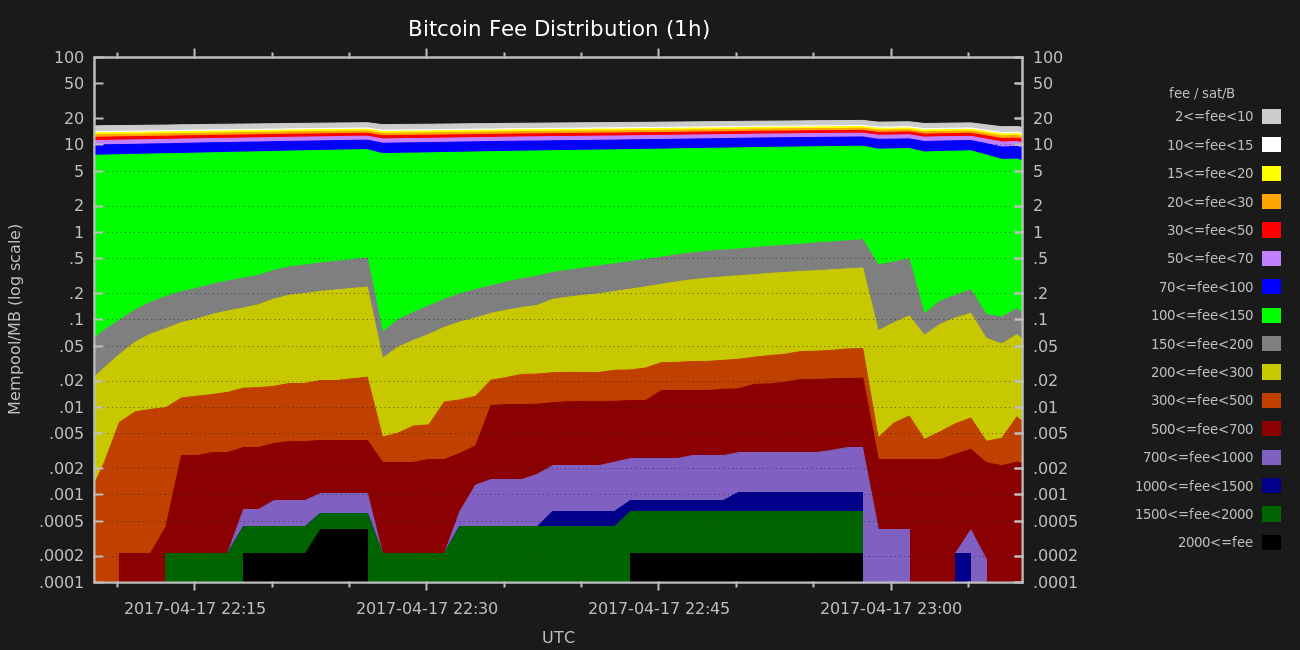 Bitcoin Fee Distribution (1h)
Mempool/MB (log scale)
100
50
20
10
5
2
1
.5
.2
.1
.05
.02
.01
.005
.002
.001
.0005
.0002
.0001
100
50
20
10
5
2
1
.5
.2
.1
.05
.02
.01
.005
.002
.001
.0005
.0002
.0001
2017-04-17 22:15
2017-04-17 22:30
2017-04-17 22:45
2017-04-17 23:00
UTC
fee / sat/B
2<=fee<10
10<=fee<15
15<=fee<20
20<=fee<30
30<=fee<50
50<=fee<70
70<=fee<100
100<=fee<150
150<=fee<200
200<=fee<300
300<=fee<500
500<=fee<700
700<=fee<1000
1000<=fee<1500
1500<=fee<2000
2000<=fee